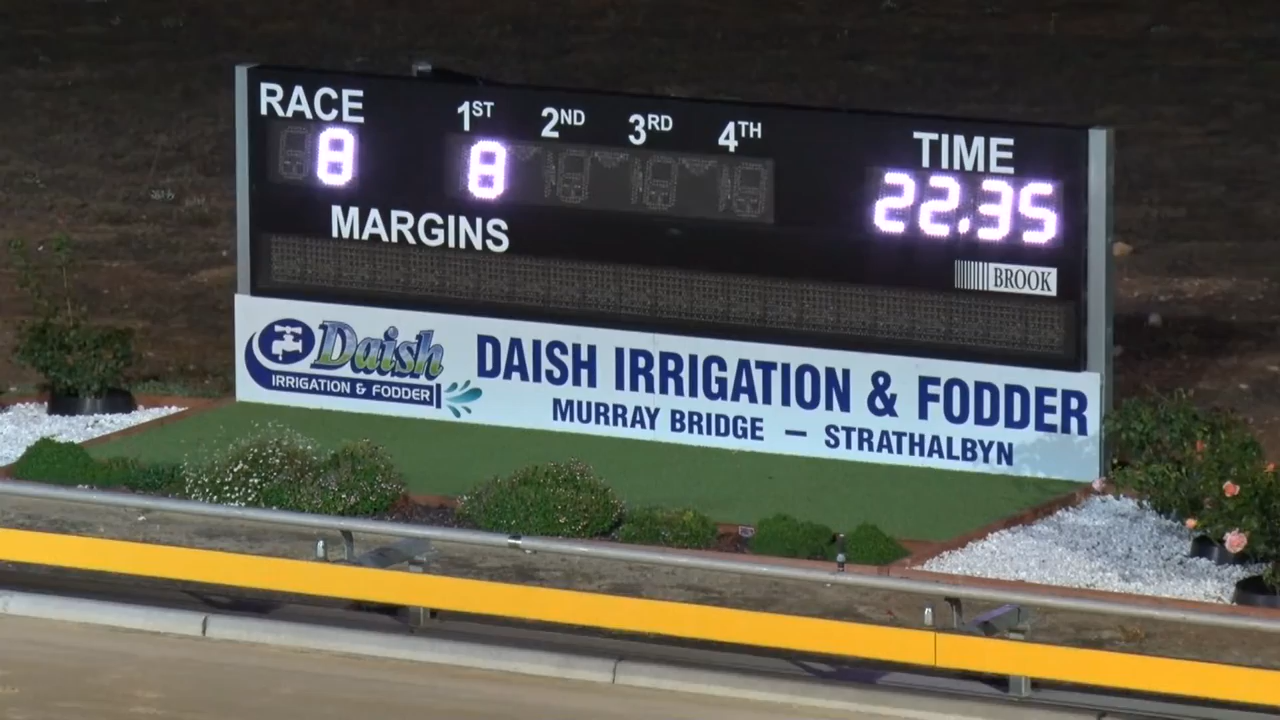 RACE 1ST 2ND 3RD 4TH TIME
8 8 22.35
MARGINS
BROOK
Daish
IRRIGATION & FODDER
DAISH IRRIGATION & FODDER
MURRAY BRIDGE — STRATHALBYN